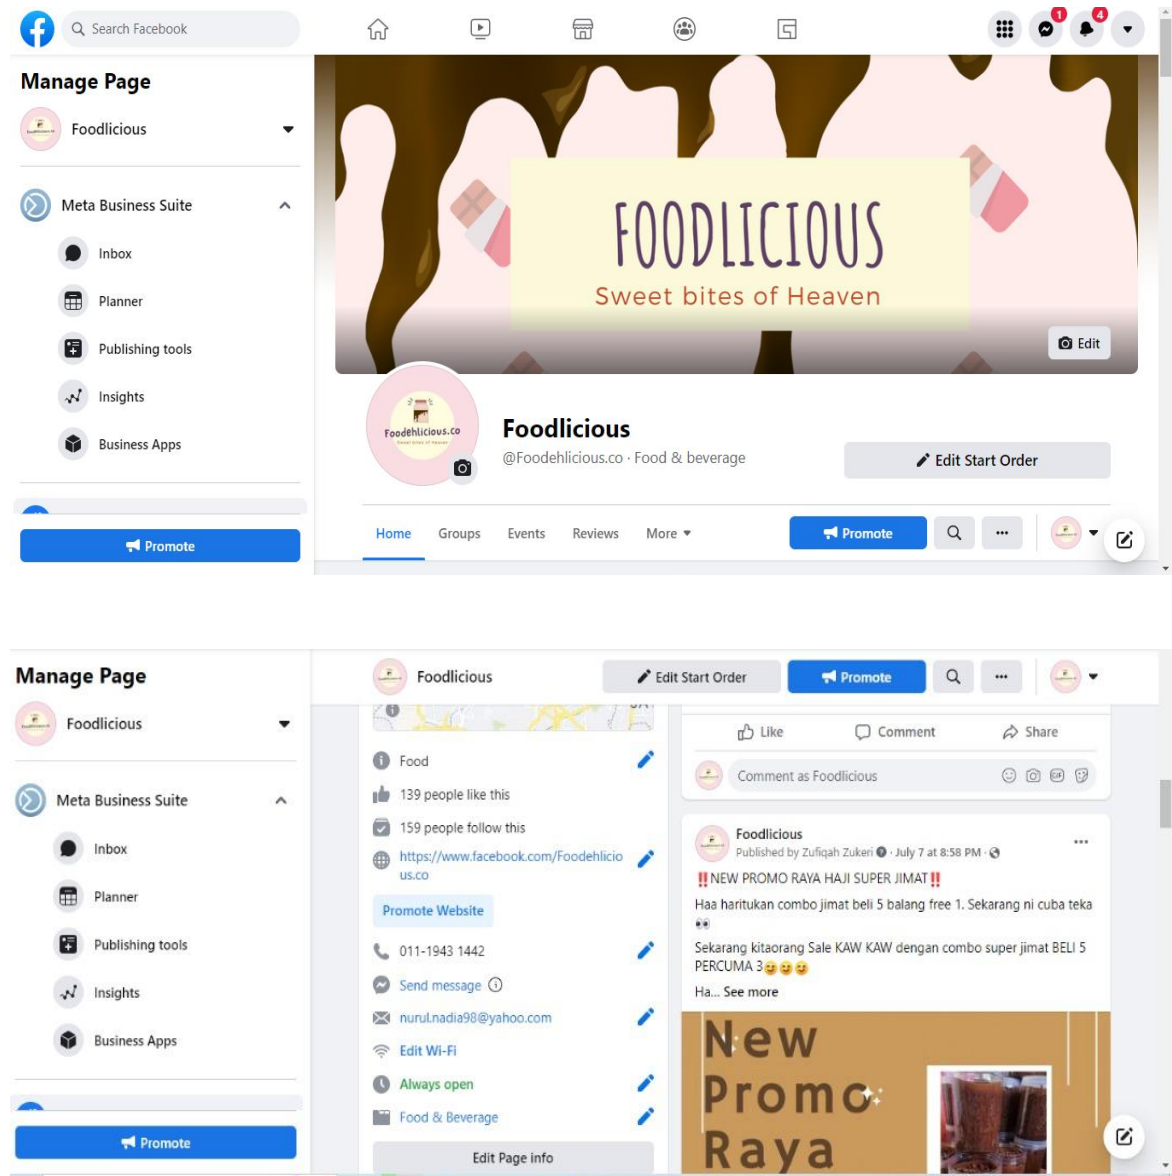 Search Facebook
1
4
Manage Page
Foodlicious
Meta Business Suite
Inbox
Planner
Publishing tools
Insights
Business Apps
Promote
FOODLICIOUS
Sweet bites of Heaven
Edit
Foodehlicious.co
Sweet bites of Heaven
Foodlicious
@Foodehlicious.co · Food & beverage
Edit Start Order
Home
Groups
Events
Reviews
More
Promote
Manage Page
Foodlicious
Meta Business Suite
Inbox
Planner
Publishing tools
Insights
Business Apps
Promote
Foodlicious
Edit Start Order
Promote
Food
139 people like this
159 people follow this
https://www.facebook.com/Foodehlicio
us.co
Promote Website
011-1943 1442
Send message
nurul.nadia98@yahoo.com
Edit Wi-Fi
Always open
Food & Beverage
Edit Page info
Like
Comment
Share
Comment as Foodlicious
GIF
Foodlicious
Published by Zufiqah Zukeri · July 7 at 8:58 PM ·
‼️NEW PROMO RAYA HAJI SUPER JIMAT‼️
Haa haritukan combo jimat beli 5 balang free 1. Sekarang ni cuba teka
👀
Sekarang kitaorang Sale KAW KAW dengan combo super jimat BELI 5
PERCUMA 3😋😋😋
Ha... See more
New
Promo
Raya